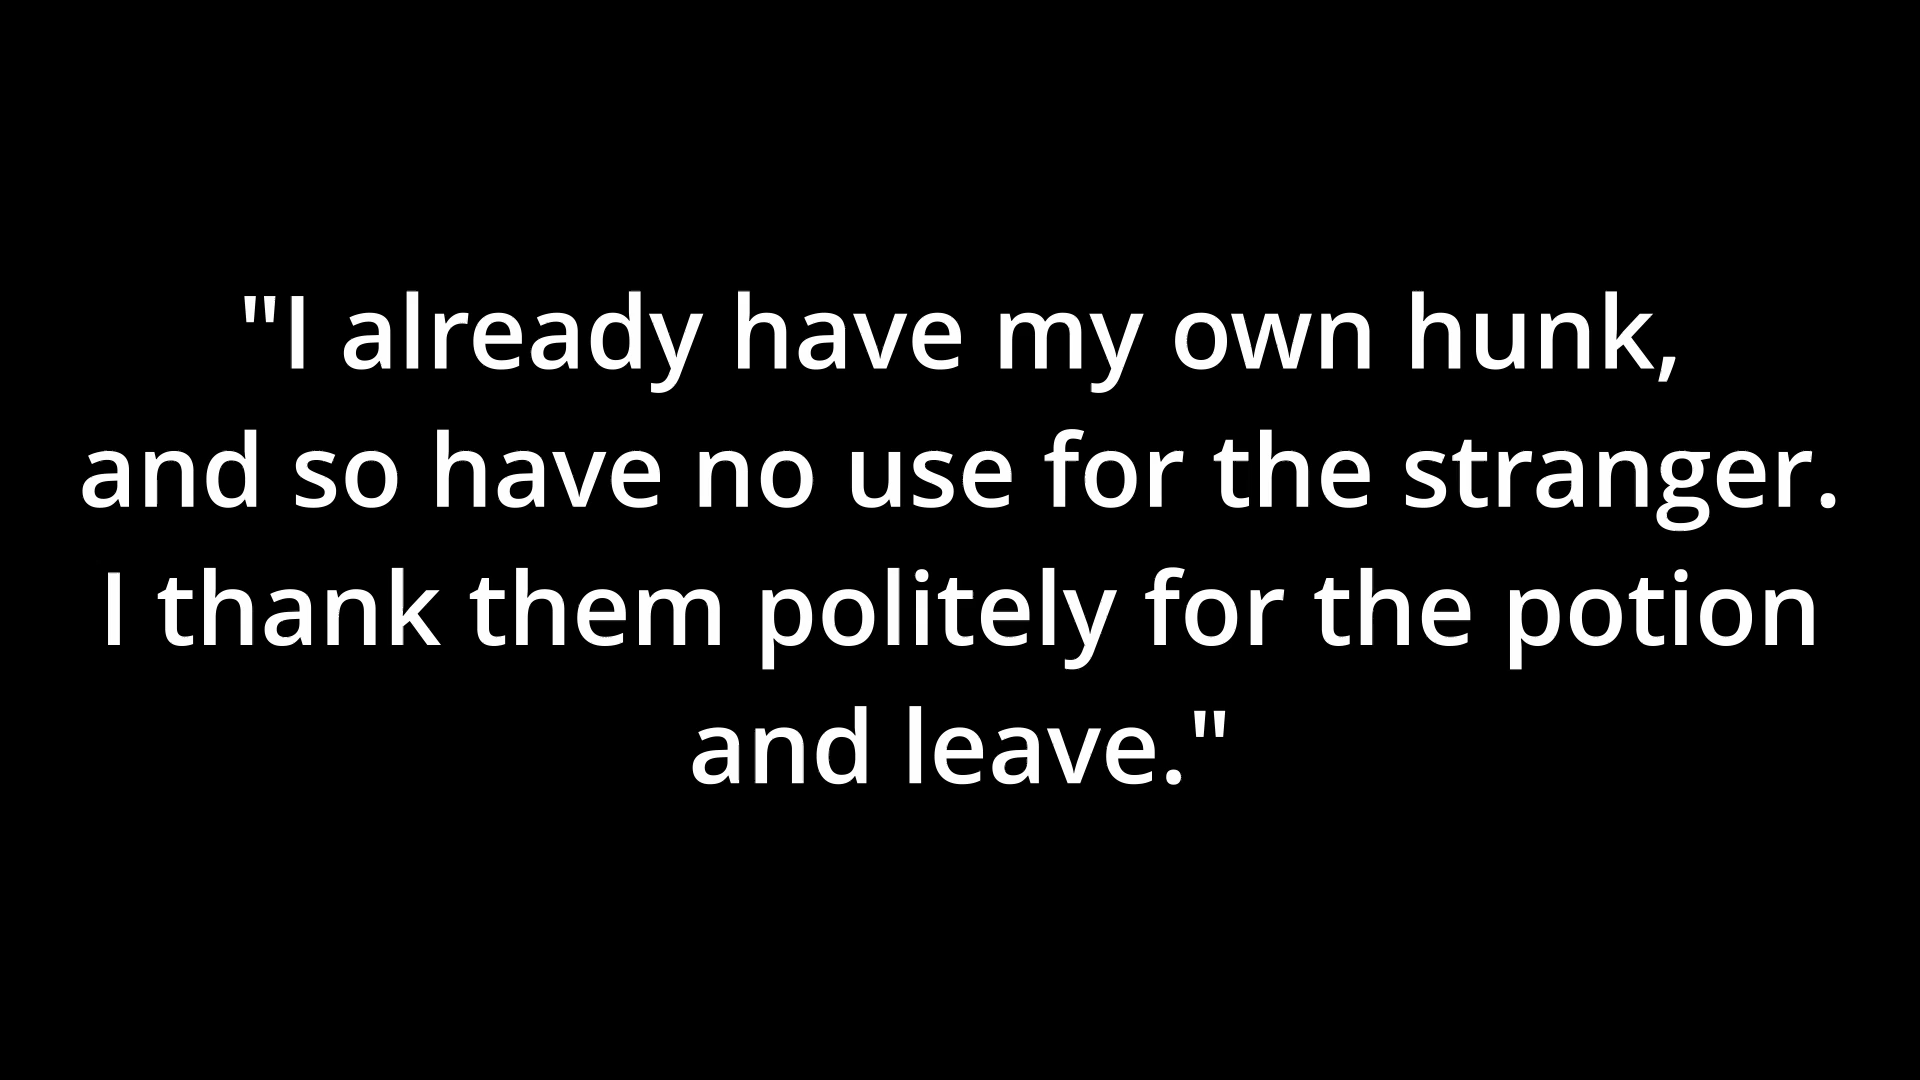 "I already have my own hunk,
and so have no use for the stranger.
I thank them politely for the potion
and leave."